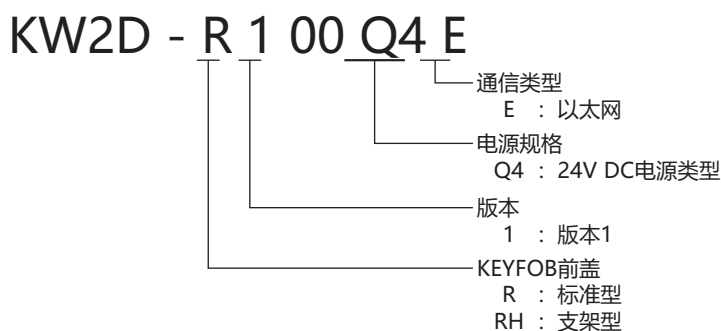 KW2D - R 1 00 Q4 E
通信类型
E : 以太网
电源规格
Q4 : 24V DC电源类型
版本
1 : 版本1
KEYFOB前盖
R : 标准型
RH : 支架型